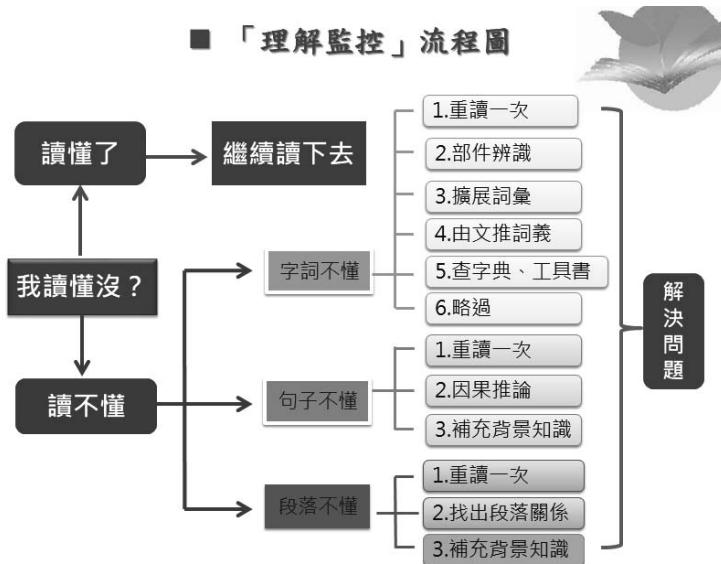 ■ 「理解監控」流程圖
讀懂了
繼續讀下去
我讀懂沒？
讀不懂
字詞不懂
1.重讀一次
2.部件辨識
3.擴展詞彙
4.由文推詞義
5.查字典、工具書
6.略過
句子不懂
1.重讀一次
2.因果推論
3.補充背景知識
段落不懂
1.重讀一次
2.找出段落關係
3.補充背景知識
解決問題